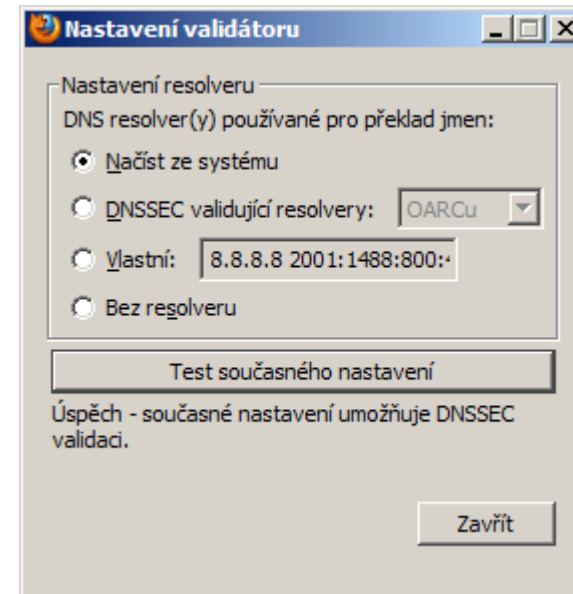 Nastavení validátoru
Nastavení resolveru
DNS resolver(y) používané pro překlad jmen:
Načíst ze systému
DNSSEC validující resolvery: OARCu
Vlastní: 8.8.8.8 2001:1488:800:
Bez resolveru
Test současného nastavení
Úspěch - současné nastavení umožňuje DNSSEC
validaci.
Zavřít